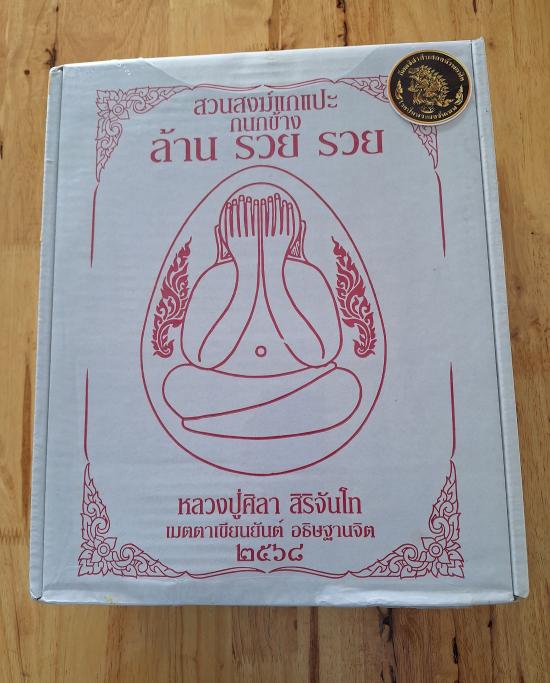 สวนสงฆ์แกแปะ
กนกข้าง
ล้าน รวย รวย
หลวงปู่ศิลา สิริจันโท
เมตตาเขียนยันต์ อธิษฐานจิต
๒๕๖๘